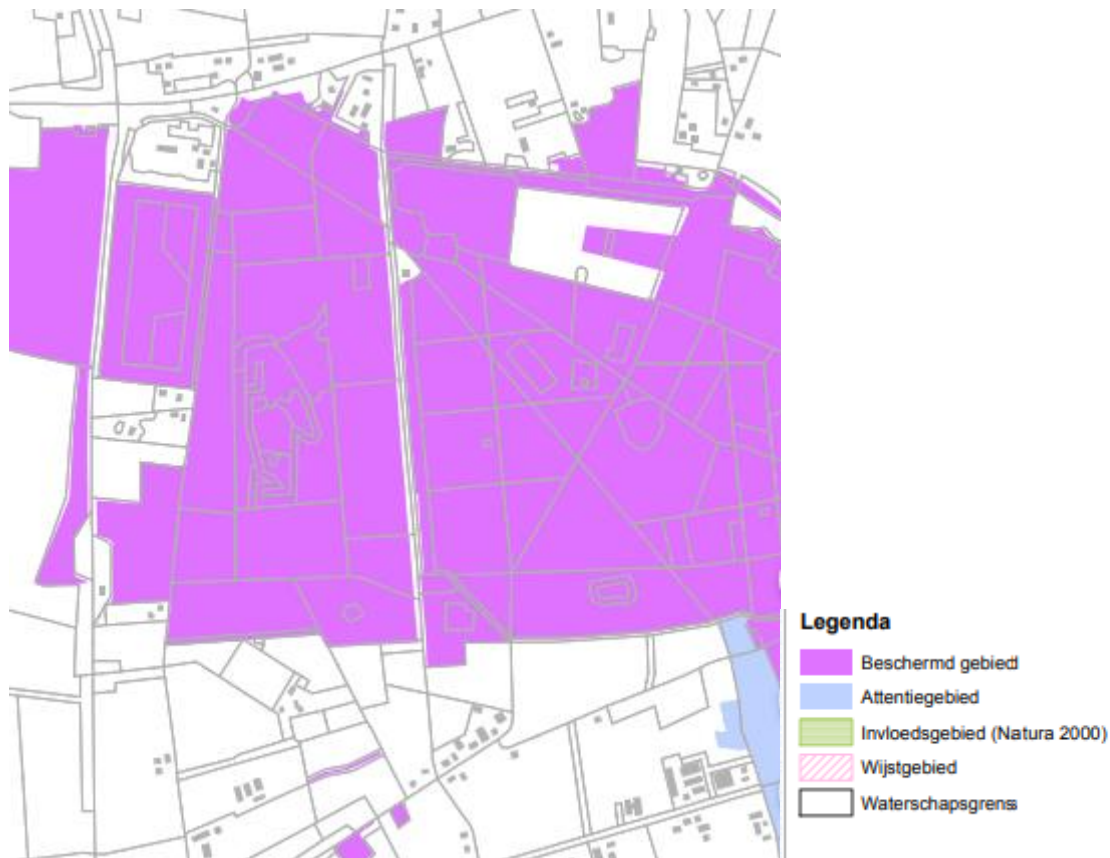 Legenda
Beschermd gebied
Attentiegebied
Invloedsgebied (Natura 2000)
Wijstgebied
Waterschapsgrens